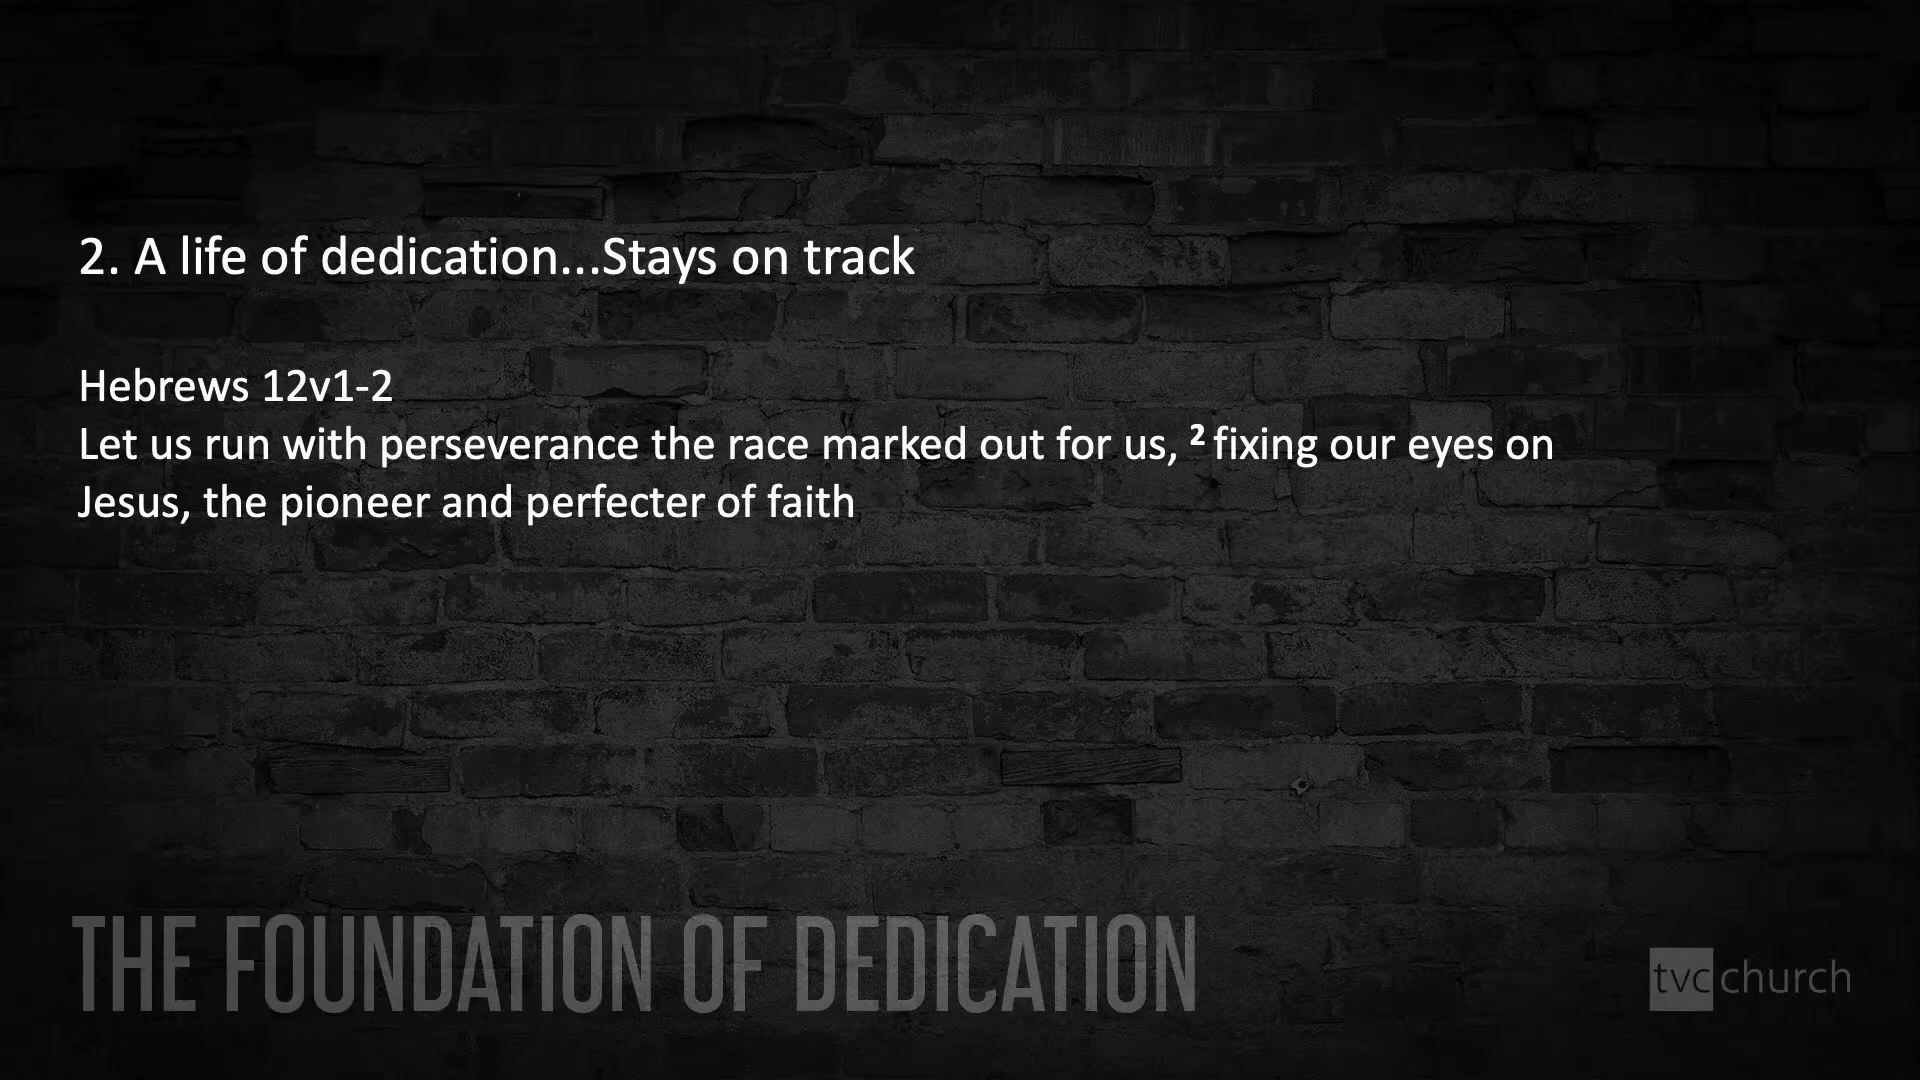 2. A life of dedication...Stays on track
Hebrews 12v1-2
Let us run with perseverance the race marked out for us, ² fixing our eyes on
Jesus, the pioneer and perfecter of faith
THE FOUNDATION OF DEDICATION
tvc church